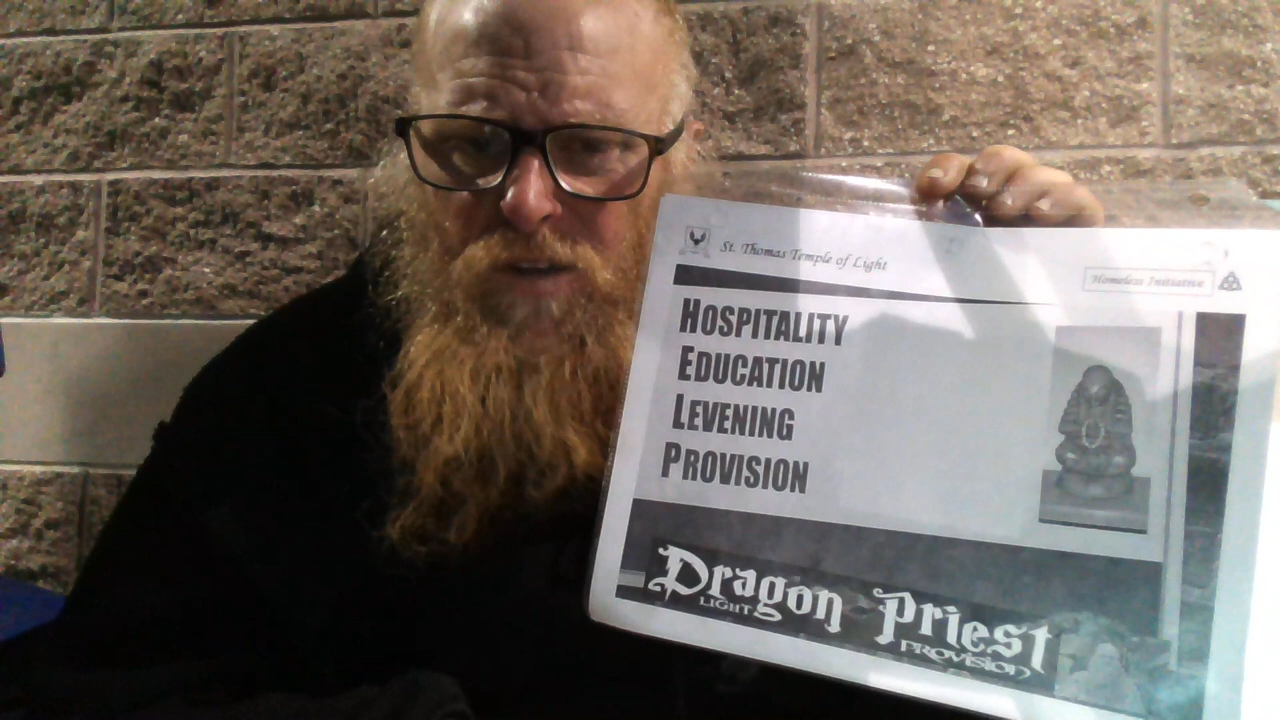 St. Thomas Temple of Light
Homeless Initiative
HOSPITALITY
EDUCATION
LEVENING
PROVISION
Dragon Priest
LIGHT
PROVISION